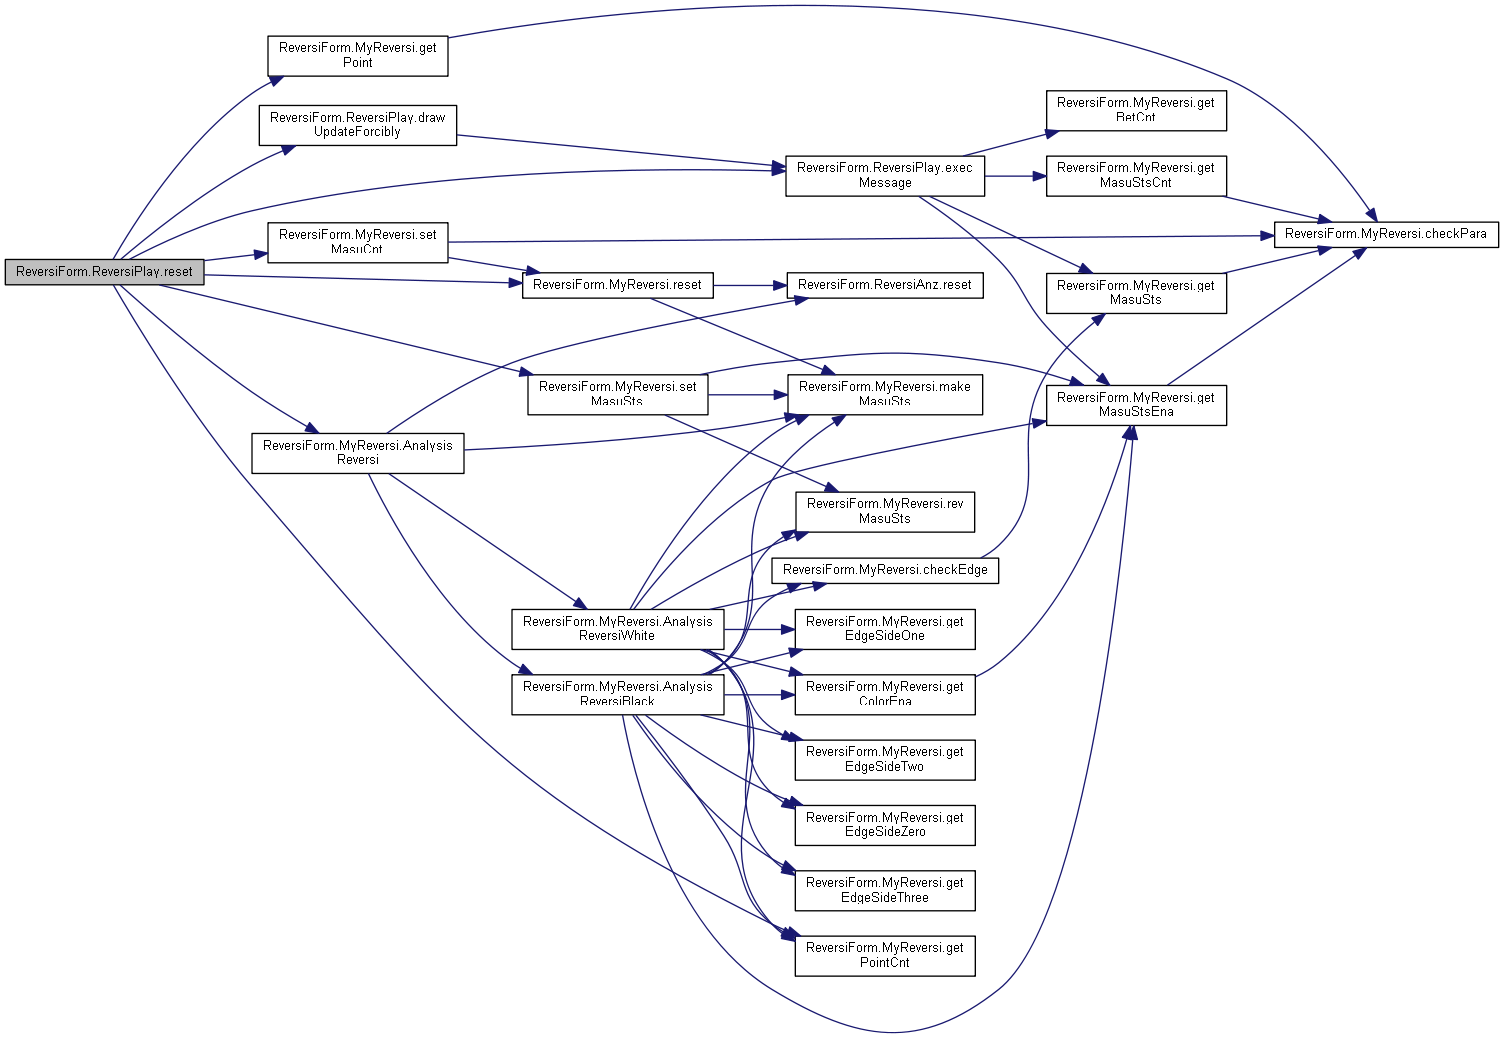 ReversiForm.MyReversi.get
Point
ReversiForm.ReversiPlay.draw
UpdateForcibly
ReversiForm.MyReversi.get
BetCnt
ReversiForm.ReversiPlay.exec
Message
ReversiForm.MyReversi.get
MasuStsCnt
ReversiForm.MyReversi.set
MasuCnt
ReversiForm.MyReversi.checkPara
ReversiForm.ReversiPlay.reset
ReversiForm.MyReversi.reset
ReversiForm.ReversiAnz.reset
ReversiForm.MyReversi.get
MasuSts
ReversiForm.MyReversi.set
MasuSts
ReversiForm.MyReversi.make
MasuSts
ReversiForm.MyReversi.get
MasuStsEna
ReversiForm.MyReversi.Analysis
Reversi
ReversiForm.MyReversi.rev
MasuSts
ReversiForm.MyReversi.checkEdge
ReversiForm.MyReversi.Analysis
ReversiWhite
ReversiForm.MyReversi.get
EdgeSideOne
ReversiForm.MyReversi.Analysis
ReversiBlack
ReversiForm.MyReversi.get
ColorEna
ReversiForm.MyReversi.get
EdgeSideTwo
ReversiForm.MyReversi.get
EdgeSideZero
ReversiForm.MyReversi.get
EdgeSideThree
ReversiForm.MyReversi.get
PointCnt